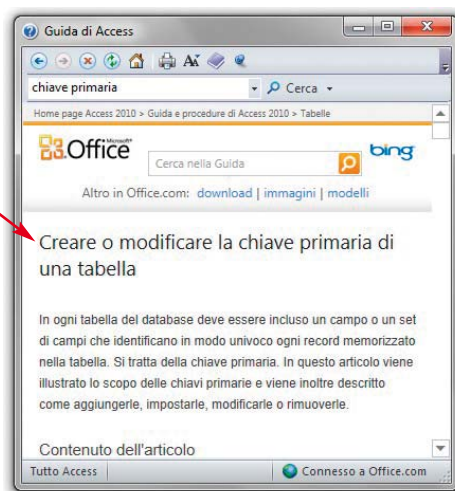 Guida di Access
chiave primaria
Cerca
Home page Access 2010 > Guida e procedure di Access 2010 > Tabelle
Microsoft®
Office
Cerca nella Guida
bing
Altro in Office.com: download | immagini | modelli
Creare o modificare la chiave primaria di
una tabella
In ogni tabella del database deve essere incluso un campo o un set
di campi che identificano in modo univoco ogni record memorizzato
nella tabella. Si tratta della chiave primaria. In questo articolo viene
illustrato lo scopo delle chiavi primarie e viene inoltre descritto
come aggiungerle, impostarle, modificarle o rimuoverle.
Contenuto dell'articolo
Tutto Access
Connesso a Office.com